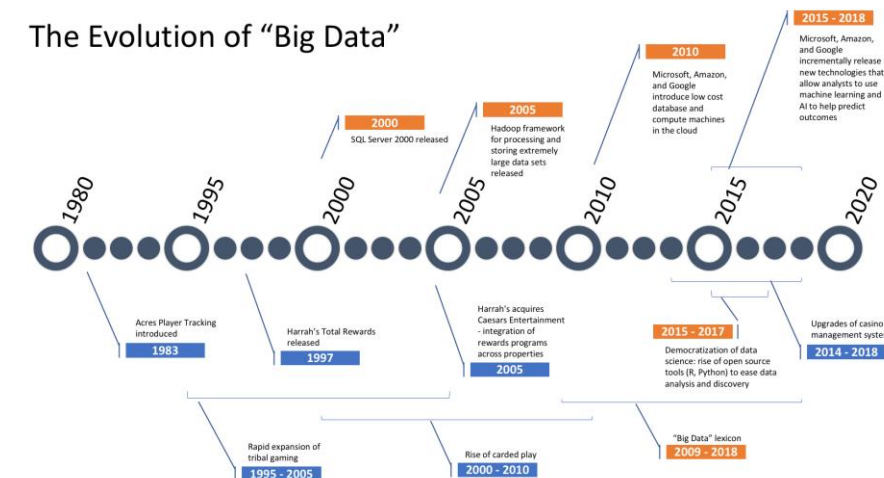 The Evolution of “Big Data”
2015 - 2018
Microsoft, Amazon,
and Google
incrementally release
new technologies that
allow analysts to use
machine learning and
AI to help predict
outcomes
2010
Microsoft, Amazon,
and Google
introduce low cost
database and
compute machines
in the cloud
2005
Hadoop framework
for processing and
storing extremely
large data sets
released
2000
SQL Server 2000 released
1980
1995
2000
2005
2010
2015
2020
Acres Player Tracking
introduced
1983
Harrah's Total Rewards
released
1997
Harrah's acquires
Caesars Entertainment
- integration of
rewards programs
across properties
2005
2015 - 2017
Democratization of data
science: rise of open source
tools (R, Python) to ease data
analysis and discovery
Upgrades of casino
management syste
2014 - 2018
Rapid expansion of
tribal gaming
1995 - 2005
Rise of carded play
2000 - 2010
“Big Data” lexicon
2009 - 2018